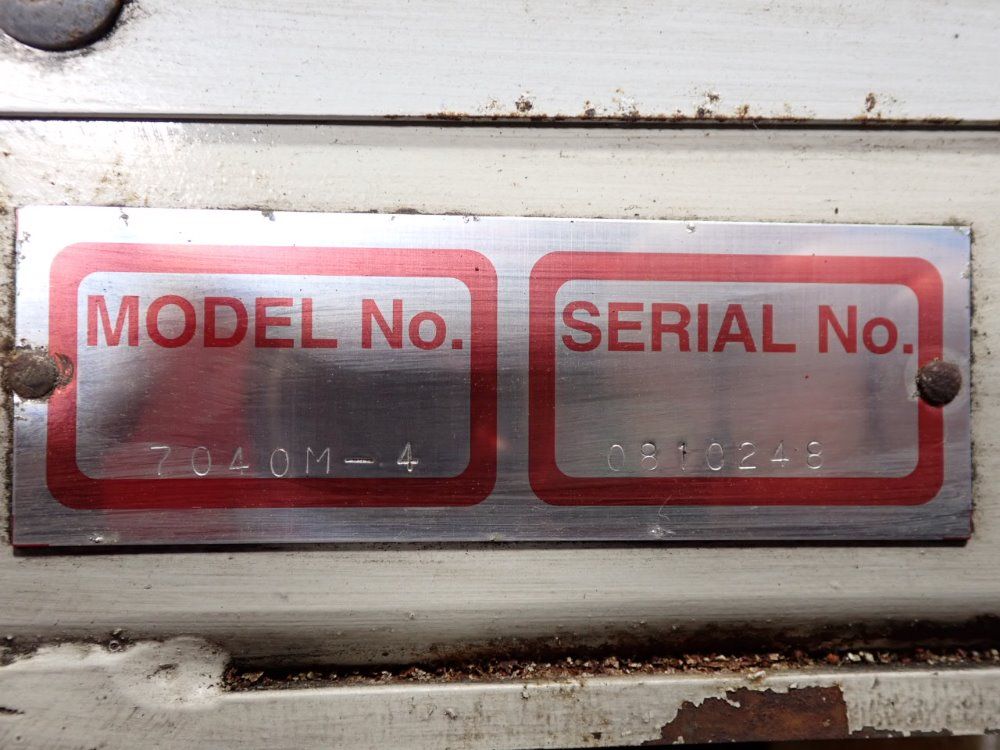 MODEL No.
7040M-4
SERIAL No.
0810248